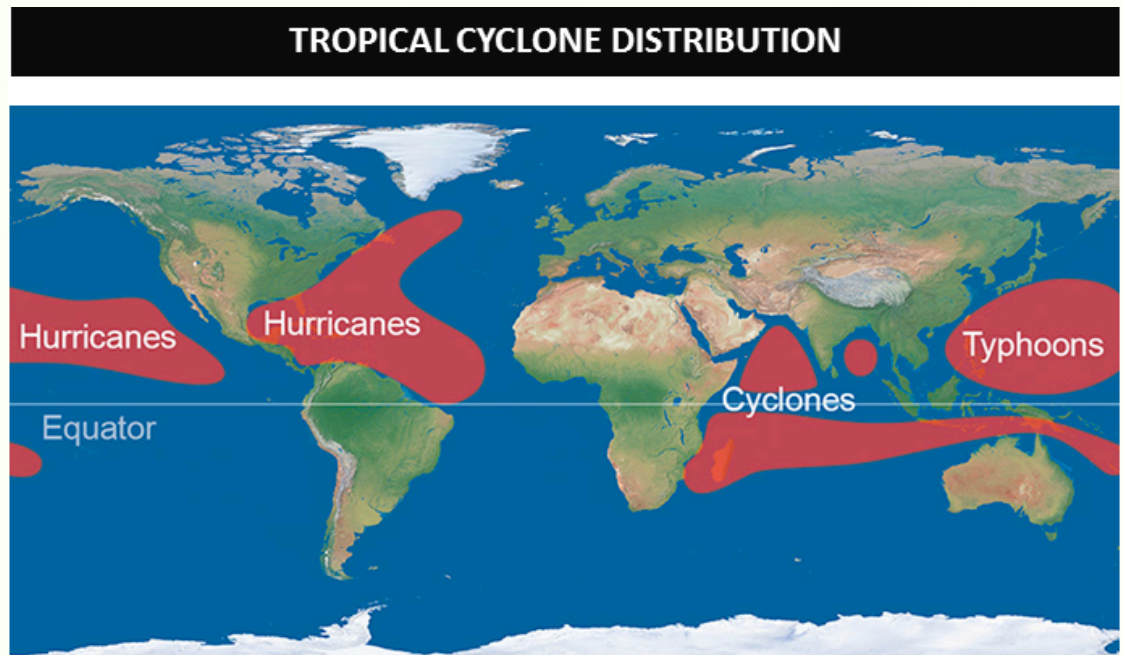 TROPICAL CYCLONE DISTRIBUTION
Hurricanes
Hurricanes
Typhoons
Cyclones
Equator